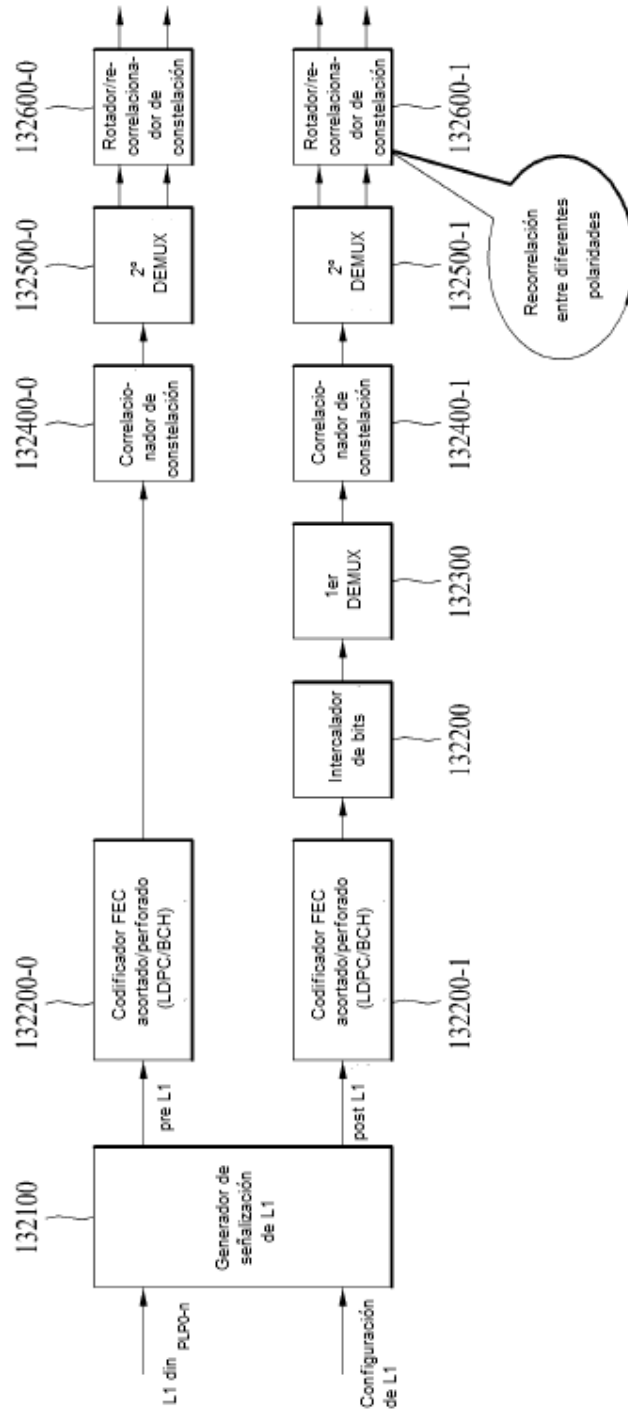 132100
132200-0
132400-0
132500-0
132600-0
L1 din PLP0-n
Configuración
de L1
Generador de
señalización
de L1
pre L1
post L1
Codificador FEC
acortado/perforado
(LDPC/BCH)
Correlacio-
nador de
constelación
2º
DEMUX
Rotador/re-
correlaciona-
dor de
constelación
Codificador FEC
acortado/perforado
(LDPC/BCH)
Intercalador
de bits
1er
DEMUX
Correlacio-
nador de
constelación
2º
DEMUX
Rotador/re-
correlaciona-
dor de
constelación
132200-1
132200
132300
132400-1
132500-1
132600-1
Recorrelación
entre diferentes
polaridades